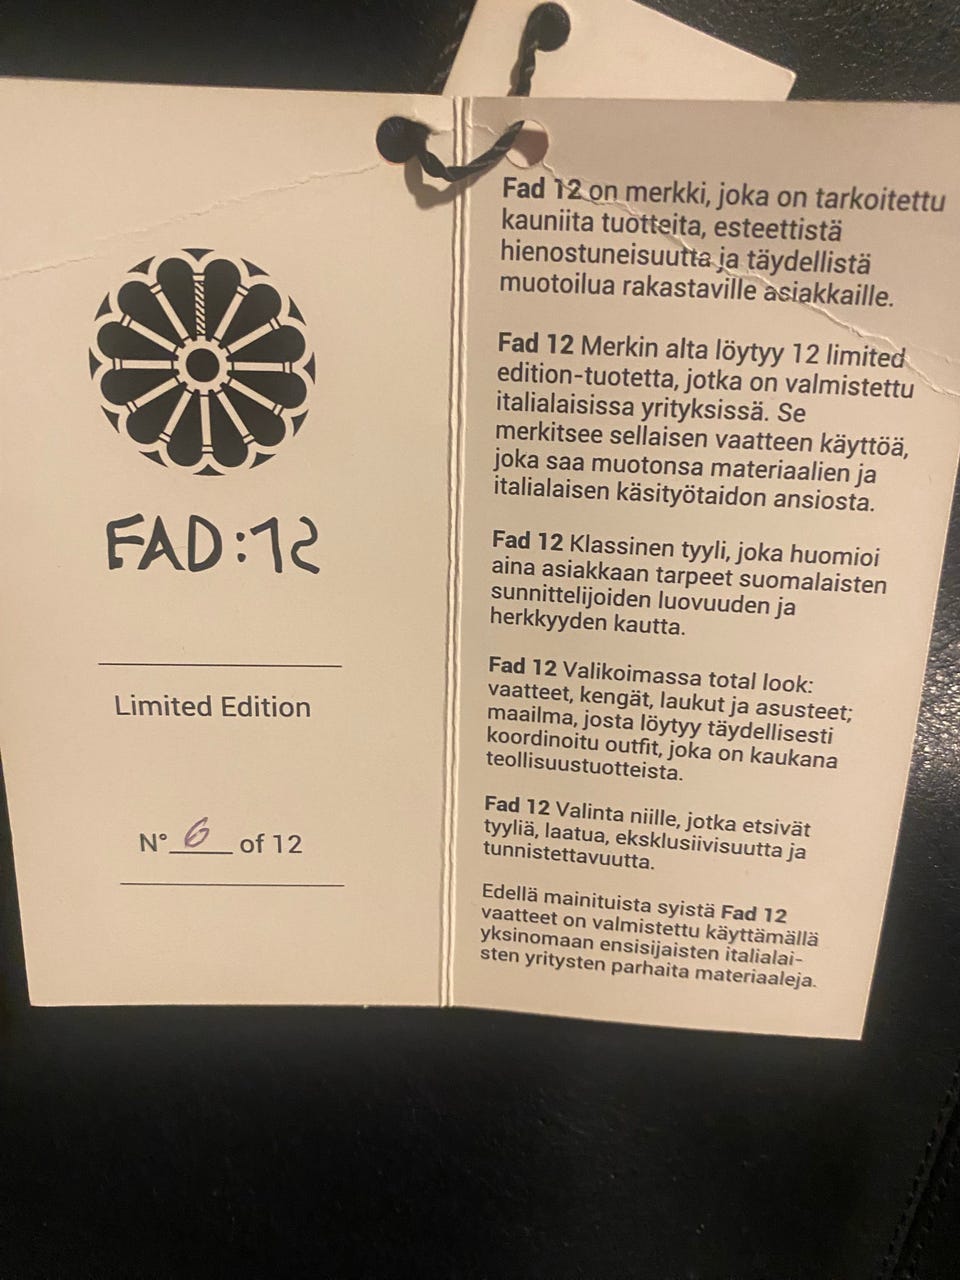 FAD:12
Limited Edition
N° 6 of 12
Fad 12 on merkki, joka on tarkoitettu
kauniita tuotteita, esteettistä
hienostuneisuutta ja täydellistä
muotoilua rakastaville asiakkaille.
Fad 12 Merkin alta löytyy 12 limited
edition-tuotetta, jotka on valmistettu
italialaisissa yrityksissä. Se
merkitsee sellaisen vaatteen käyttöä,
joka saa muotonsa materiaalien ja
italialaisen käsityötaidon ansiosta.
Fad 12 Klassinen tyyli, joka huomioi
aina asiakkaan tarpeet suomalaisten
sunnittelijoiden luovuuden ja
herkkyyden kautta.
Fad 12 Valikoimassa total look:
vaatteet, kengät, laukut ja asusteet;
maailma, josta löytyy täydellisesti
koordinoitu outfit, joka on kaukana
teollisuustuotteista.
Fad 12 Valinta niille, jotka etsivät
tyyliä, laatua, eksklusiivisuutta ja
tunnistettavuutta.
Edellä mainituista syistä Fad 12
vaatteet on valmistettu käyttämällä
yksinomaan ensisijaisten italialai-
sten yritysten parhaita materiaaleja.